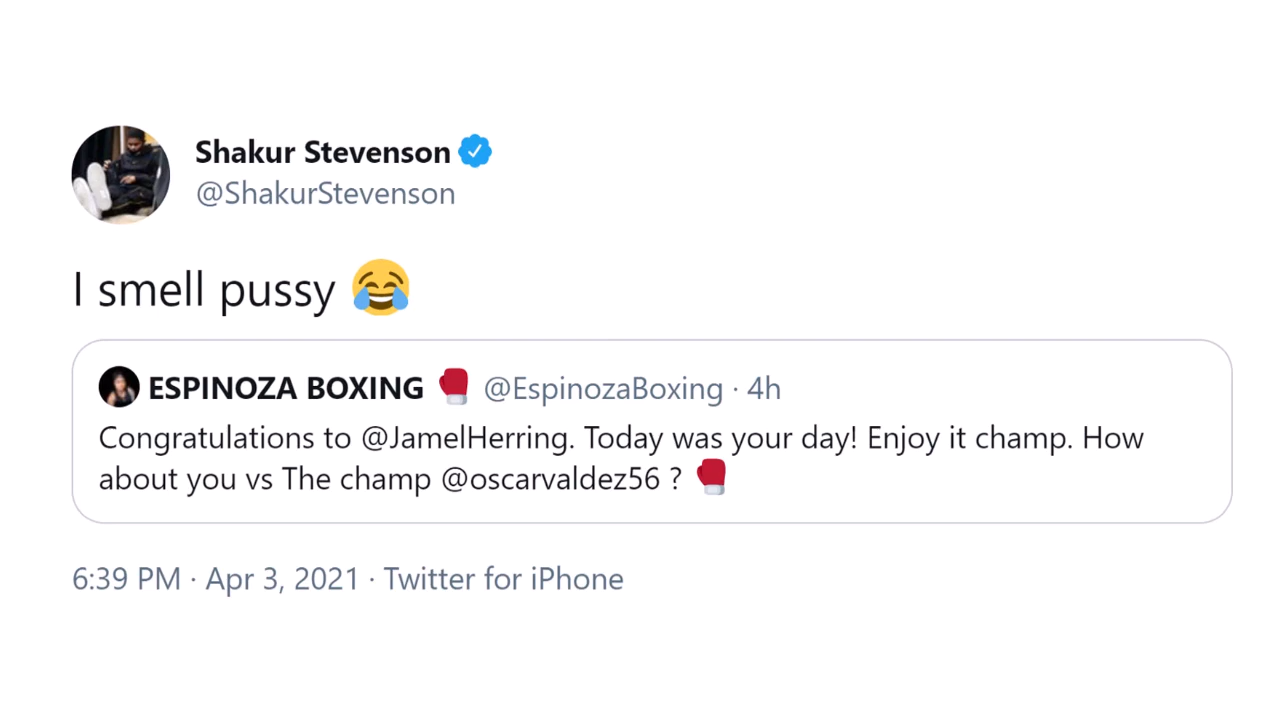 Shakur Stevenson
@ShakurStevenson
I smell pussy 😂
ESPINOZA BOXING 🥊 @EspinozaBoxing · 4h
Congratulations to @JamelHerring. Today was your day! Enjoy it champ. How
about you vs The champ @oscarvaldez56 ? 🥊
6:39 PM · Apr 3, 2021 · Twitter for iPhone